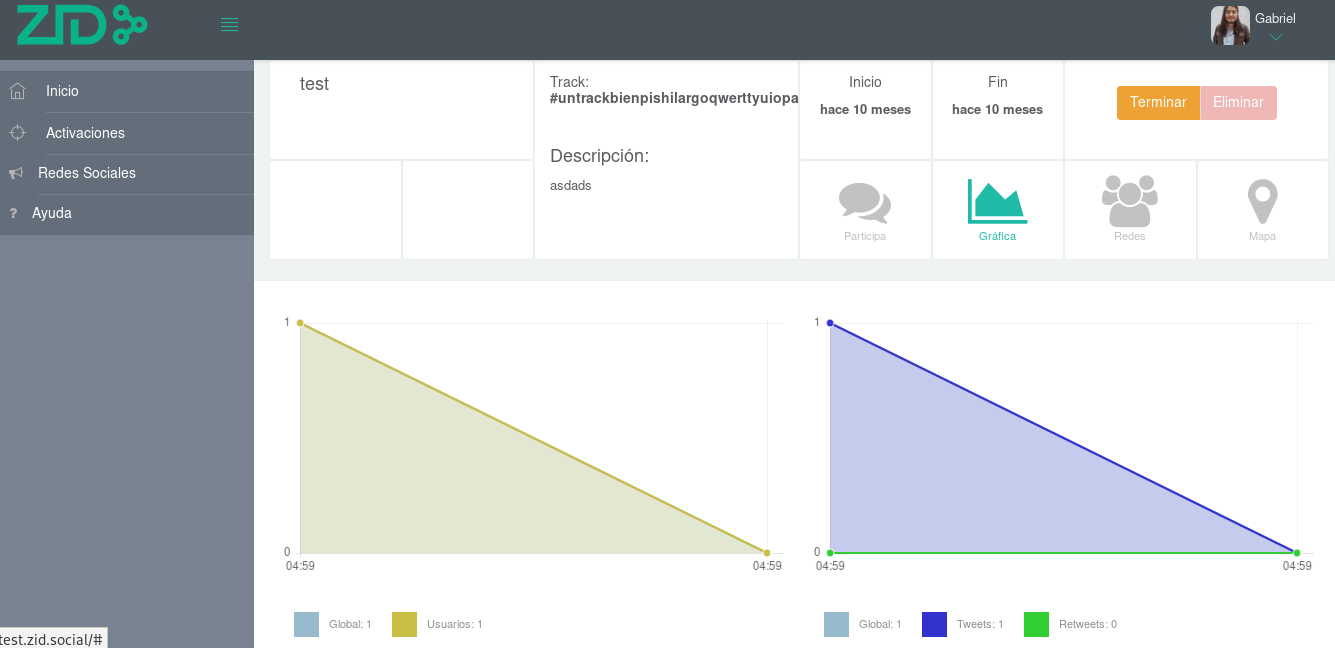 ZID
Gabriel
Inicio
Activaciones
Redes Sociales
? Ayuda
test
Track:
#untrackbienpishilargoqwerttyuiopa
Descripción:
asdads
Inicio
hace 10 meses
Fin
hace 10 meses
Terminar
Eliminar
Participa
Gráfica
Redes
Mapa
1
0
04:59
04:59
Global: 1
Usuarios: 1
1
0
04:59
04:59
Global: 1
Tweets: 1
Retweets: 0
test.zid.social/#